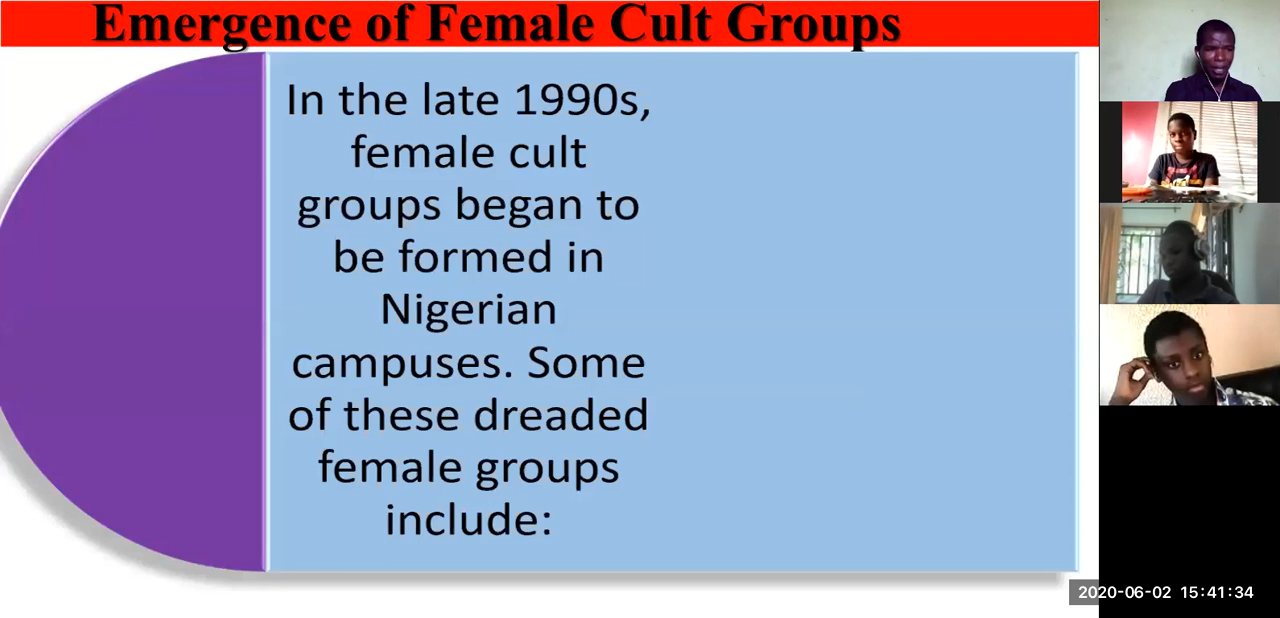 Emergence of Female Cult Groups
In the late 1990s,
female cult
groups began to
be formed in
Nigerian
campuses. Some
of these dreaded
female groups
include:
2020-06-02 15:41:34